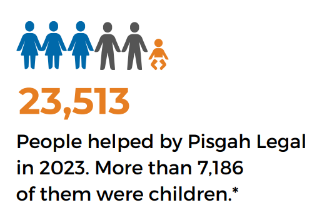 23,513
People helped by Pisgah Legal
in 2023. More than 7,186
of them were children.*